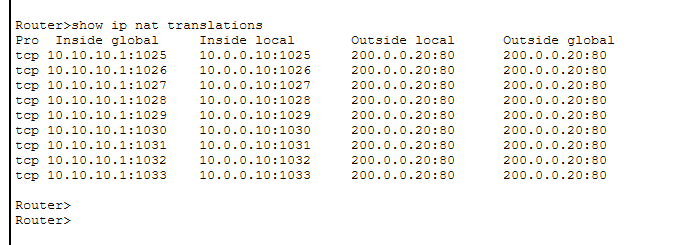 Router>show ip nat translations
Pro  Inside global     Inside local       Outside local      Outside global
tcp 10.10.10.1:1025    10.0.0.10:1025     200.0.0.20:80      200.0.0.20:80
tcp 10.10.10.1:1026    10.0.0.10:1026     200.0.0.20:80      200.0.0.20:80
tcp 10.10.10.1:1027    10.0.0.10:1027     200.0.0.20:80      200.0.0.20:80
tcp 10.10.10.1:1028    10.0.0.10:1028     200.0.0.20:80      200.0.0.20:80
tcp 10.10.10.1:1029    10.0.0.10:1029     200.0.0.20:80      200.0.0.20:80
tcp 10.10.10.1:1030    10.0.0.10:1030     200.0.0.20:80      200.0.0.20:80
tcp 10.10.10.1:1031    10.0.0.10:1031     200.0.0.20:80      200.0.0.20:80
tcp 10.10.10.1:1032    10.0.0.10:1032     200.0.0.20:80      200.0.0.20:80
tcp 10.10.10.1:1033    10.0.0.10:1033     200.0.0.20:80      200.0.0.20:80
Router>
Router>